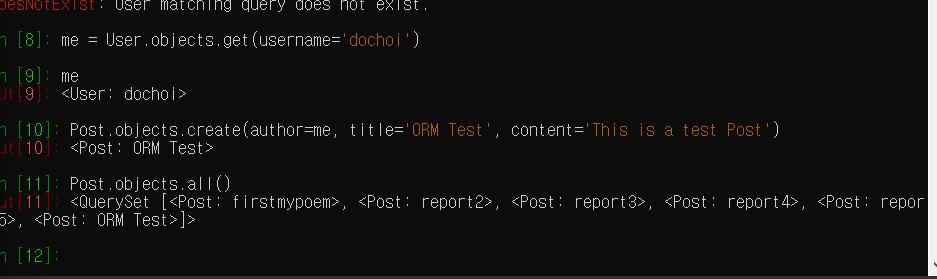 oesNotExist: User matching query does not exist.
n [8]: me = User.objects.get(username='dochoi')
n [9]: me
ut[9]: <User: dochoi>
n [10]: Post.objects.create(author=me, title='ORM Test', content='This is a test Post')
ut[10]: <Post: ORM Test>
n [11]: Post.objects.all()
ut[11]: <QuerySet [<Post: firstmypoem>, <Post: report2>, <Post: report3>, <Post: report4>, <Post: repor
5>, <Post: ORM Test>]>
n [12]: